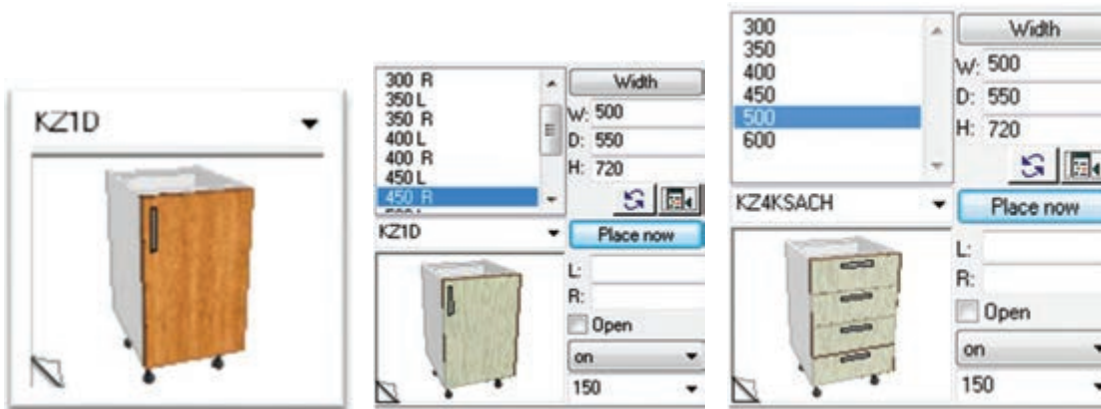 KZ1D
300 R
350 L
350 R
400 L
400 R
450 L
450 R
Width
W: 500
D: 550
H: 720
KZ1D
Place now
L:
R:
Open
on
150
300
350
400
450
500
600
Width
W: 500
D: 550
H: 720
KZ4KSACH
Place now
L:
R:
Open
on
150